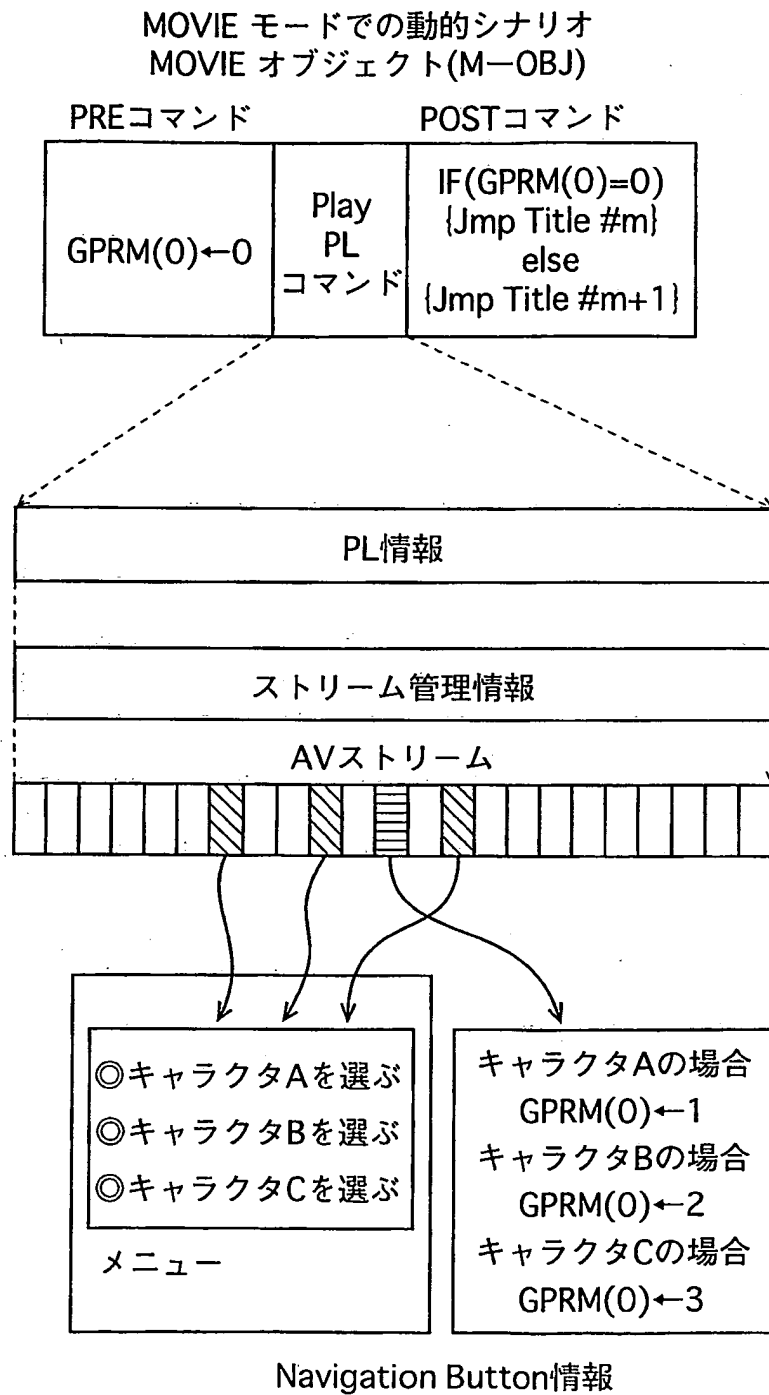 MOVIE モードでの動的シナリオ
MOVIE オブジェクト(M—OBJ)
PREコマンド
POSTコマンド
GPRM(0)←0
Play
PL
コマンド
IF(GPRM(0)=0)
{Jmp Title #m}
else
{Jmp Title #m+1}
PL情報
ストリーム管理情報
AVストリーム
◎キャラクタAを選ぶ
◎キャラクタBを選ぶ
◎キャラクタCを選ぶ
メニュー
キャラクタAの場合
GPRM(0)←1
キャラクタBの場合
GPRM(0)←2
キャラクタCの場合
GPRM(0)←3
Navigation Button情報